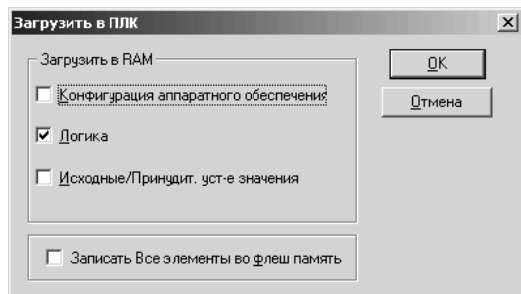 Загрузить в ПЛК
Загрузить в RAM
Конфигурация аппаратного обеспечения
Логика
Исходные/Принудит. уст-е значения
Записать Все элементы во флеш память
OK
Отмена